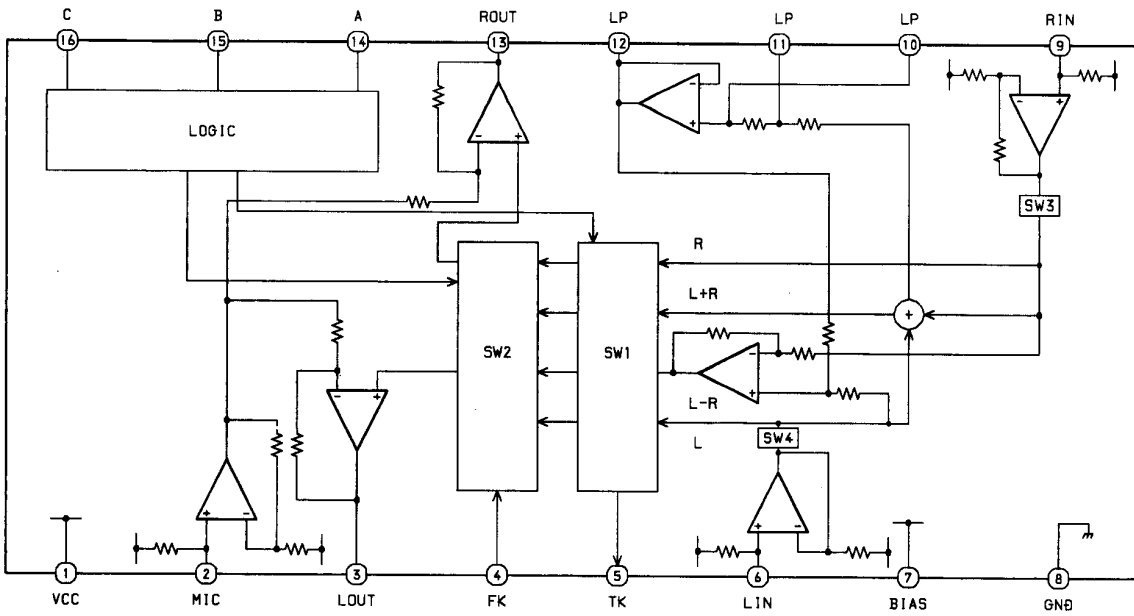 C B A ROUT LP LP LP RIN
16 15 14 13 12 11 10 9
LOGIC
- +
-
+
- +
SW3
R
L+R
+
SW2 SW1
-
+
L-R
- +
L
SW4
+ -
+ -
1 2 3 4 5 6 7 8
VCC MIC LOUT FK TK LIN BIAS GND